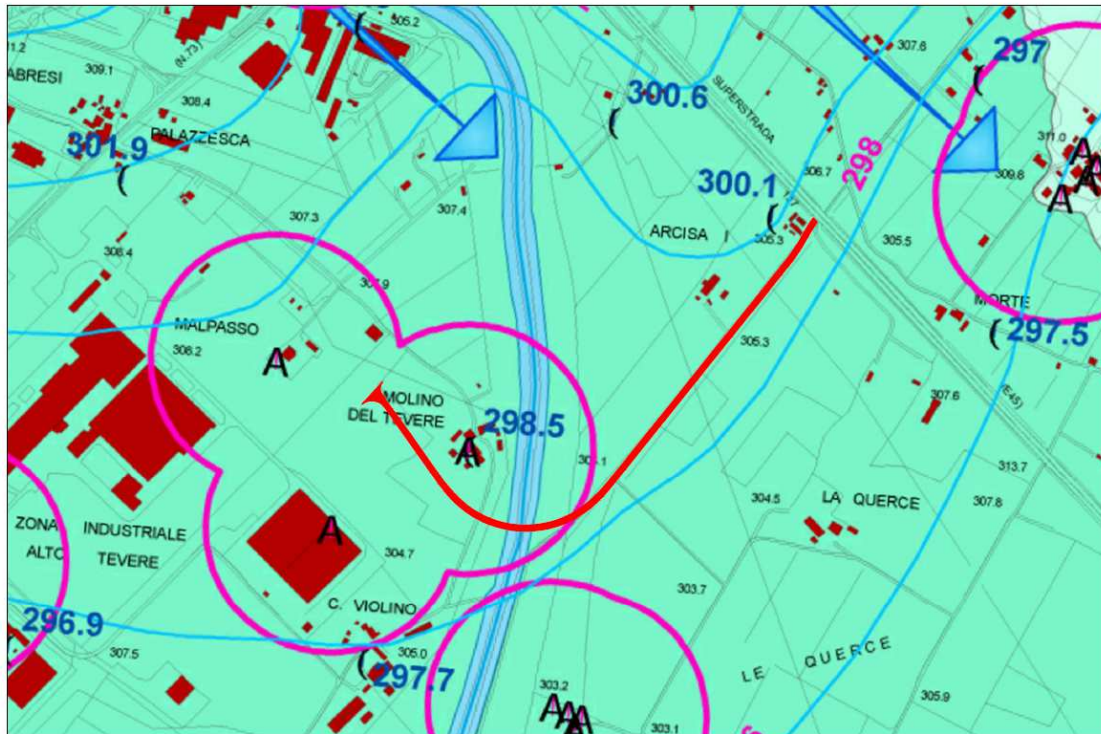 305.2
(N.73)
307.6
297
11.2
309.1
ABRESI
308.4
300.6
SUPERSTRADA
PALAZZESCA
301.9
311.0
A
A
A
A
309.8
298
306.7
300.1
307.3
307.4
ARCISA I
305.3
305.5
308.4
307.9
MORTE
297.5
MALPASSO
306.2
305.3
A
MOLINO
DEL TEVERE
298.5
A
307.6
(E45)
313.7
304.5
LA QUERCE
307.8
ZONA INDUSTRIALE
ALTO TEVERE
A
304.7
303.7
C. VIOLINO
296.9
307.5
305.0
297.7
LE QUERCE
303.2
305.9
A
A
A
303.1